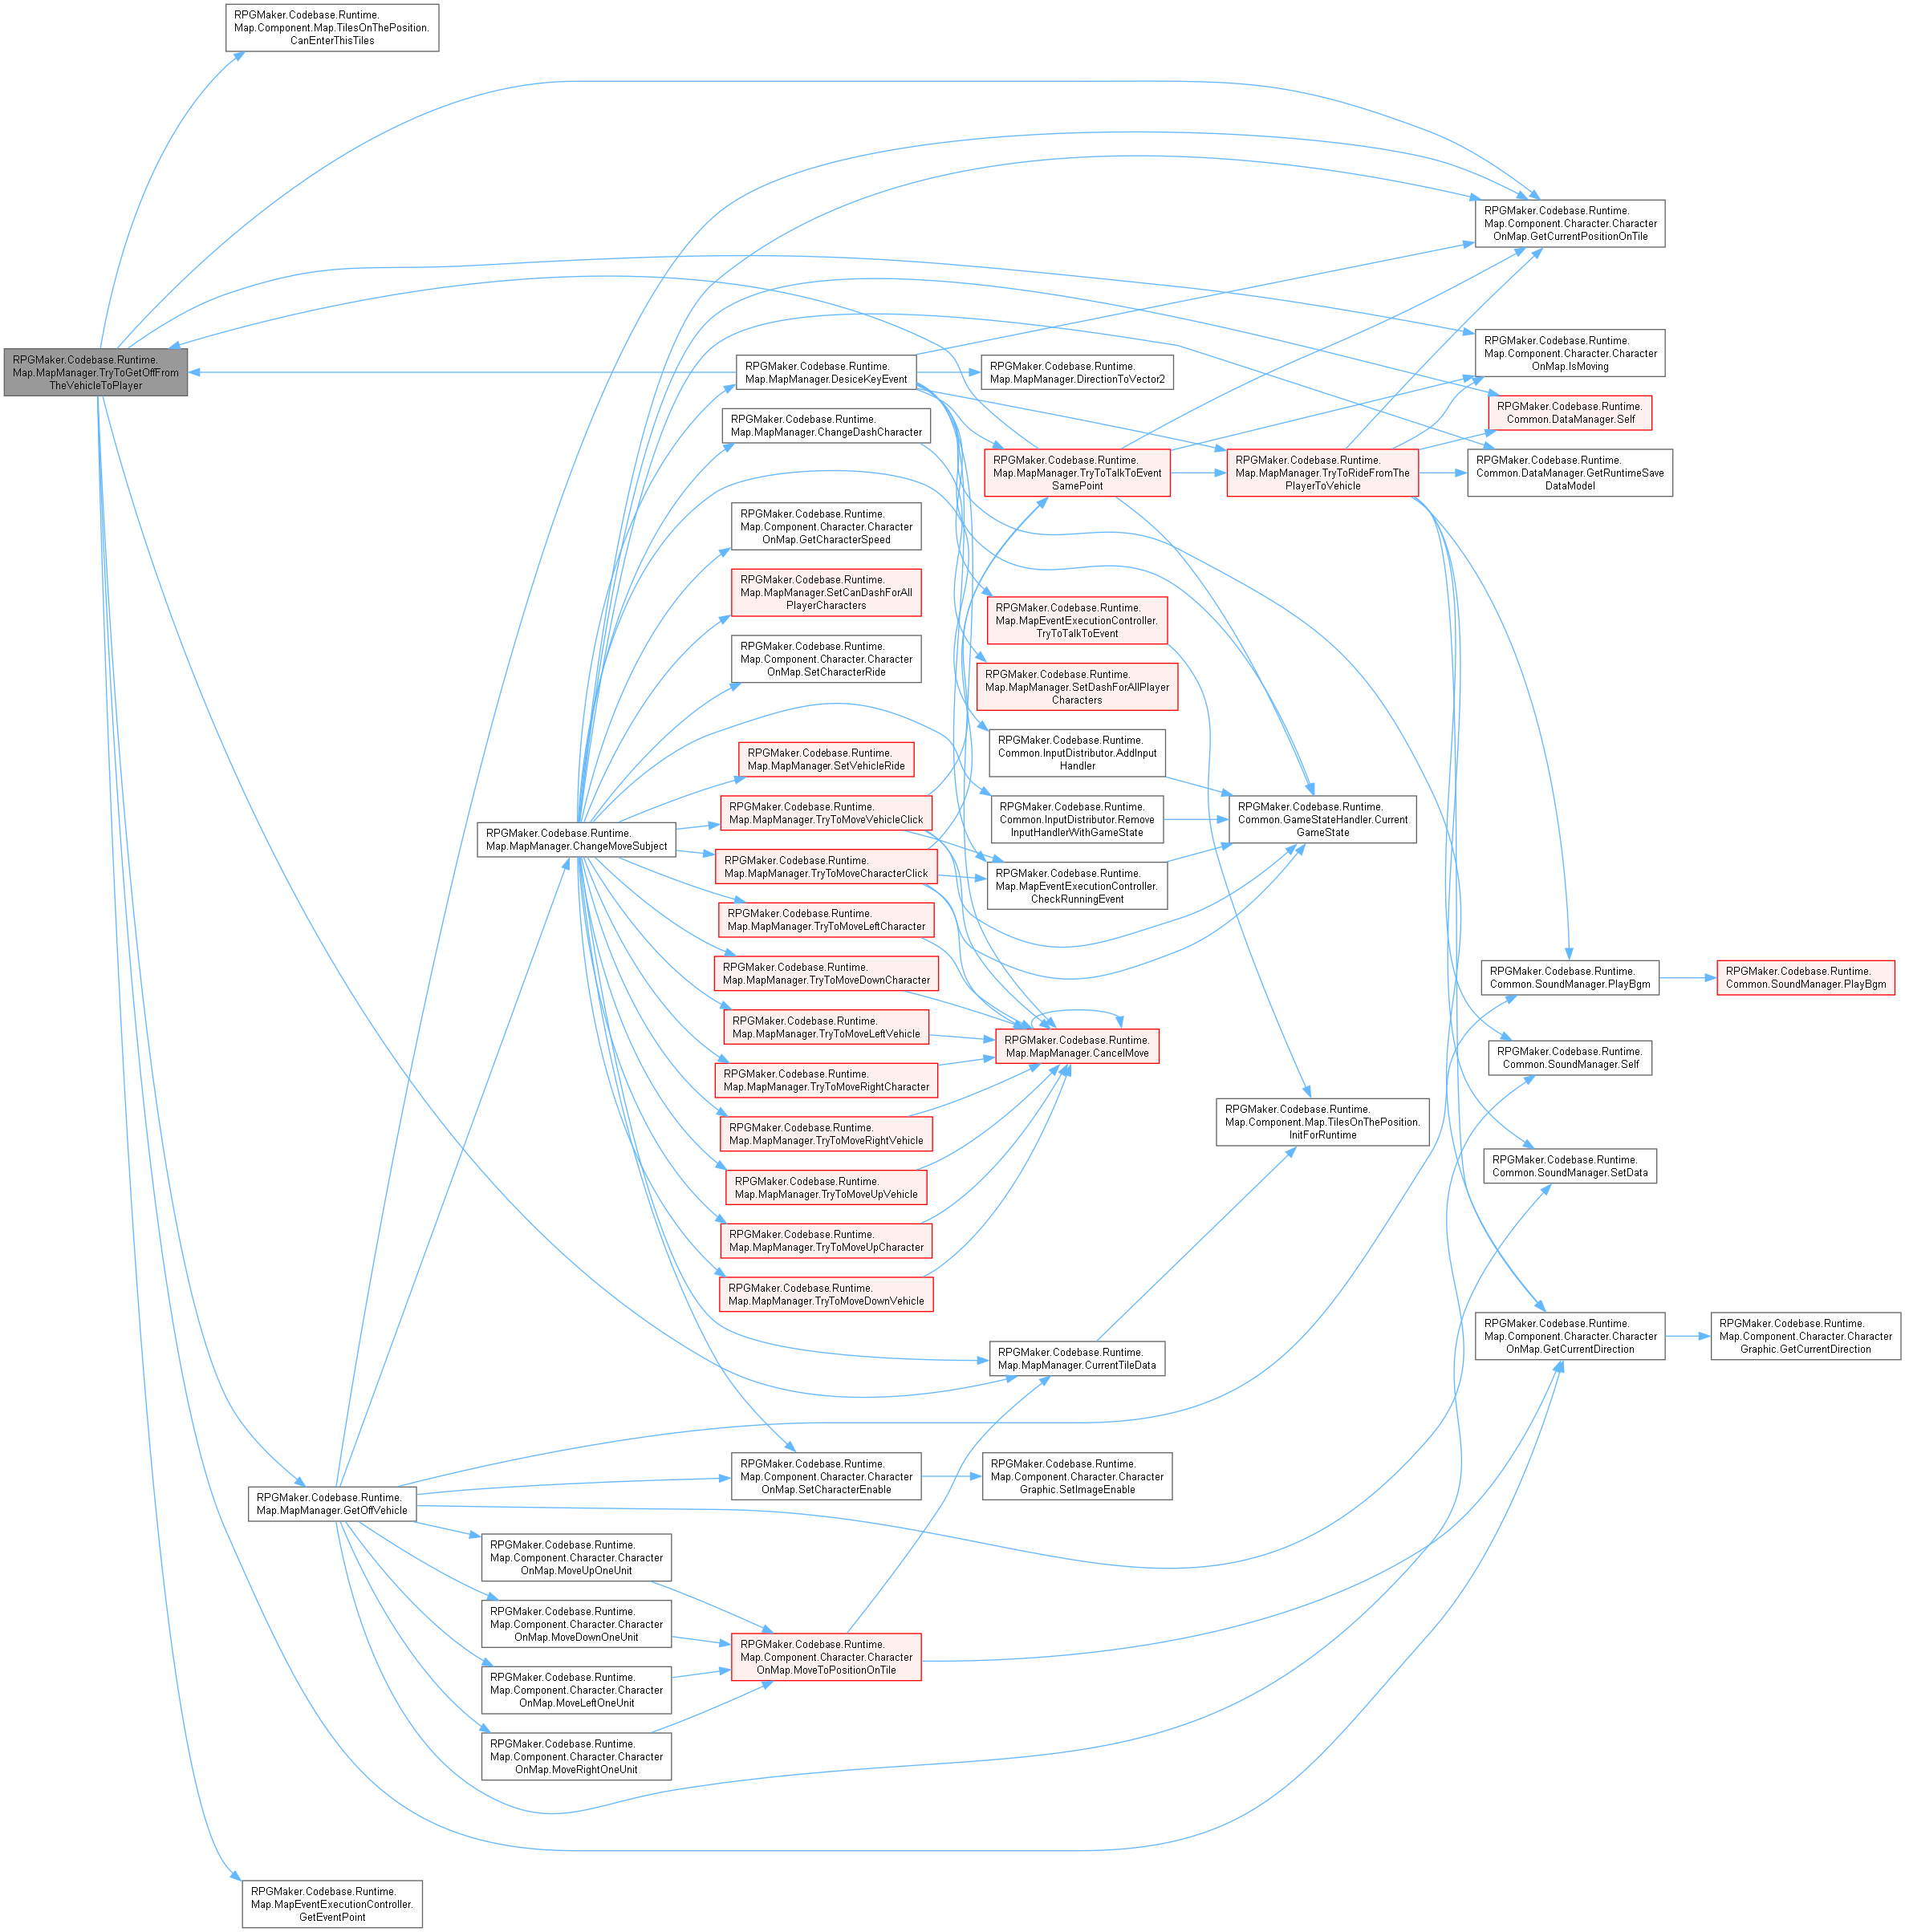 RPGMaker.Codebase.Runtime.
Map.Component.Map.TilesOnThePosition.
CanEnterThisTiles
RPGMaker.Codebase.Runtime.
Map.MapManager.TryToGetOffFrom
TheVehicleToPlayer
RPGMaker.Codebase.Runtime.
Map.MapManager.GetOffVehicle
RPGMaker.Codebase.Runtime.
Map.MapEventExecutionController.
GetEventPoint
RPGMaker.Codebase.Runtime.
Map.MapManager.ChangeMoveSubject
RPGMaker.Codebase.Runtime.
Map.Component.Character.Character
OnMap.MoveUpOneUnit
RPGMaker.Codebase.Runtime.
Map.Component.Character.Character
OnMap.MoveDownOneUnit
RPGMaker.Codebase.Runtime.
Map.Component.Character.Character
OnMap.MoveLeftOneUnit
RPGMaker.Codebase.Runtime.
Map.Component.Character.Character
OnMap.MoveRightOneUnit
RPGMaker.Codebase.Runtime.
Map.MapManager.DesiceKeyEvent
RPGMaker.Codebase.Runtime.
Map.MapManager.ChangeDashCharacter
RPGMaker.Codebase.Runtime.
Map.Component.Character.Character
OnMap.GetCharacterSpeed
RPGMaker.Codebase.Runtime.
Map.MapManager.SetCanDashForAll
PlayerCharacters
RPGMaker.Codebase.Runtime.
Map.Component.Character.Character
OnMap.SetCharacterRide
RPGMaker.Codebase.Runtime.
Map.MapManager.SetVehicleRide
RPGMaker.Codebase.Runtime.
Map.MapManager.TryToMoveVehicleClick
RPGMaker.Codebase.Runtime.
Map.MapManager.TryToMoveCharacterClick
RPGMaker.Codebase.Runtime.
Map.MapManager.TryToMoveLeftCharacter
RPGMaker.Codebase.Runtime.
Map.MapManager.TryToMoveDownCharacter
RPGMaker.Codebase.Runtime.
Map.MapManager.TryToMoveLeftVehicle
RPGMaker.Codebase.Runtime.
Map.MapManager.TryToMoveRightCharacter
RPGMaker.Codebase.Runtime.
Map.MapManager.TryToMoveRightVehicle
RPGMaker.Codebase.Runtime.
Map.MapManager.TryToMoveUpVehicle
RPGMaker.Codebase.Runtime.
Map.MapManager.TryToMoveUpCharacter
RPGMaker.Codebase.Runtime.
Map.MapManager.TryToMoveDownVehicle
RPGMaker.Codebase.Runtime.
Map.Component.Character.Character
OnMap.SetCharacterEnable
RPGMaker.Codebase.Runtime.
Map.Component.Character.Character
OnMap.MoveToPositionOnTile
RPGMaker.Codebase.Runtime.
Map.MapManager.DirectionToVector2
RPGMaker.Codebase.Runtime.
Map.MapManager.TryToTalkToEvent
SamePoint
RPGMaker.Codebase.Runtime.
Map.MapEventExecutionController.
TryToTalkToEvent
RPGMaker.Codebase.Runtime.
Map.MapManager.SetDashForAllPlayer
Characters
RPGMaker.Codebase.Runtime.
Common.InputDistributor.AddInput
Handler
RPGMaker.Codebase.Runtime.
Common.InputDistributor.Remove
InputHandlerWithGameState
RPGMaker.Codebase.Runtime.
Map.MapEventExecutionController.
CheckRunningEvent
RPGMaker.Codebase.Runtime.
Map.MapManager.CancelMove
RPGMaker.Codebase.Runtime.
Map.MapManager.CurrentTileData
RPGMaker.Codebase.Runtime.
Map.Component.Character.Character
Graphic.SetImageEnable
RPGMaker.Codebase.Runtime.
Map.MapManager.TryToRideFromThe
PlayerToVehicle
RPGMaker.Codebase.Runtime.
Common.GameStateHandler.Current
GameState
RPGMaker.Codebase.Runtime.
Map.Component.Map.TilesOnThePosition.
InitForRuntime
RPGMaker.Codebase.Runtime.
Map.Component.Character.Character
OnMap.GetCurrentPositionOnTile
RPGMaker.Codebase.Runtime.
Map.Component.Character.Character
OnMap.IsMoving
RPGMaker.Codebase.Runtime.
Common.DataManager.Self
RPGMaker.Codebase.Runtime.
Common.DataManager.GetRuntimeSave
DataModel
RPGMaker.Codebase.Runtime.
Common.SoundManager.PlayBgm
RPGMaker.Codebase.Runtime.
Common.SoundManager.Self
RPGMaker.Codebase.Runtime.
Common.SoundManager.SetData
RPGMaker.Codebase.Runtime.
Map.Component.Character.Character
OnMap.GetCurrentDirection
RPGMaker.Codebase.Runtime.
Common.SoundManager.PlayBgm
RPGMaker.Codebase.Runtime.
Map.Component.Character.Character
Graphic.GetCurrentDirection